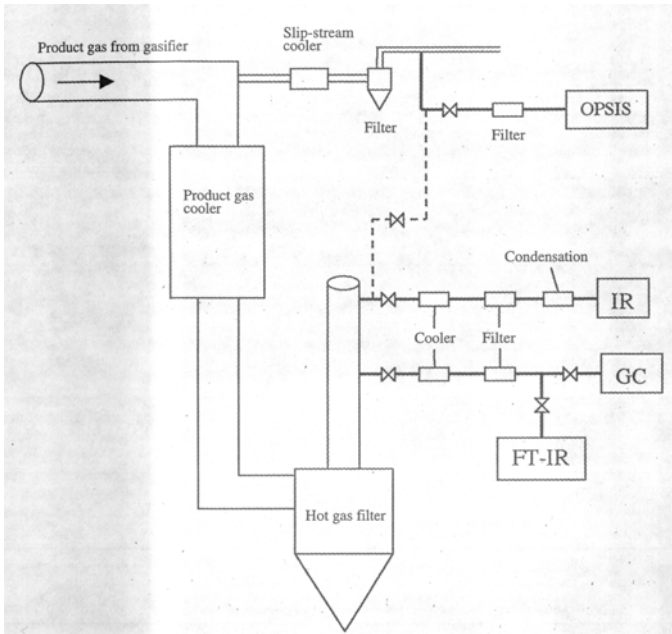 Product gas from gasifier
Slip-stream
cooler
Filter
Filter
OPSIS
Product gas
cooler
Condensation
IR
Cooler
Filter
GC
FT-IR
Hot gas filter